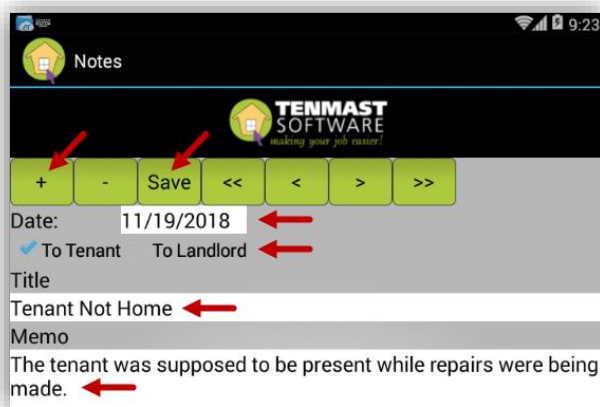 9:23
Notes
TENMAST
SOFTWARE
making your job easier!
+ - Save << < > >>
Date: 11/19/2018
To Tenant To Landlord
Title
Tenant Not Home
Memo
The tenant was supposed to be present while repairs were being
made.